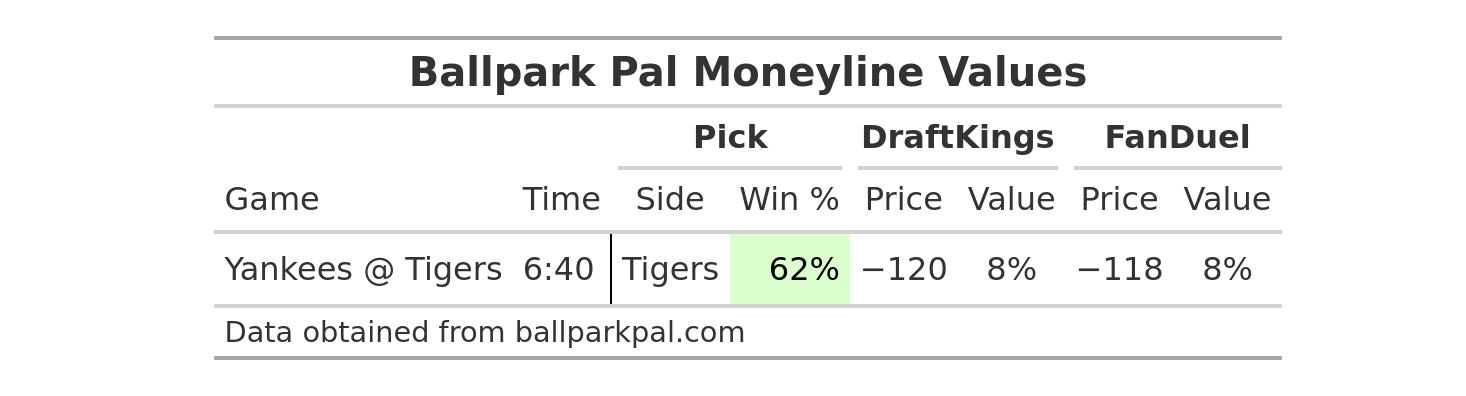 Ballpark Pal Moneyline Values
Pick DraftKings FanDuel
Game Time Side Win % Price Value Price Value
Yankees @ Tigers 6:40 Tigers 62% −120 8% −118 8%
Data obtained from ballparkpal.com